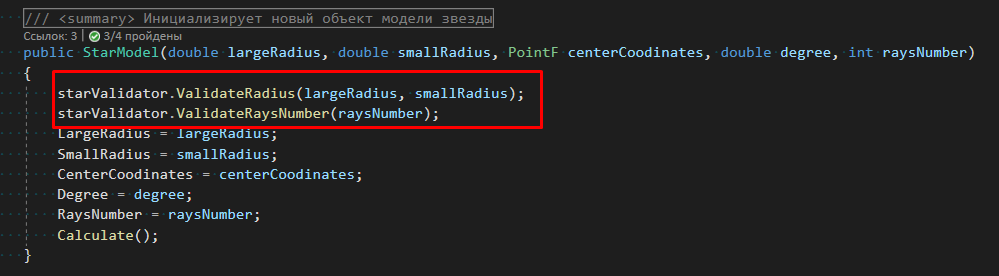 /// <summary> Инициализирует новый объект модели звезды
Ссылок: 3 | 3/4 пройдены
public StarModel(double largeRadius, double smallRadius, PointF centerCoodinates, double degree, int raysNumber)
{
starValidator.ValidateRadius(largeRadius, smallRadius);
starValidator.ValidateRaysNumber(raysNumber);
LargeRadius = largeRadius;
SmallRadius = smallRadius;
CenterCoodinates = centerCoodinates;
Degree = degree;
RaysNumber = raysNumber;
Calculate();
}